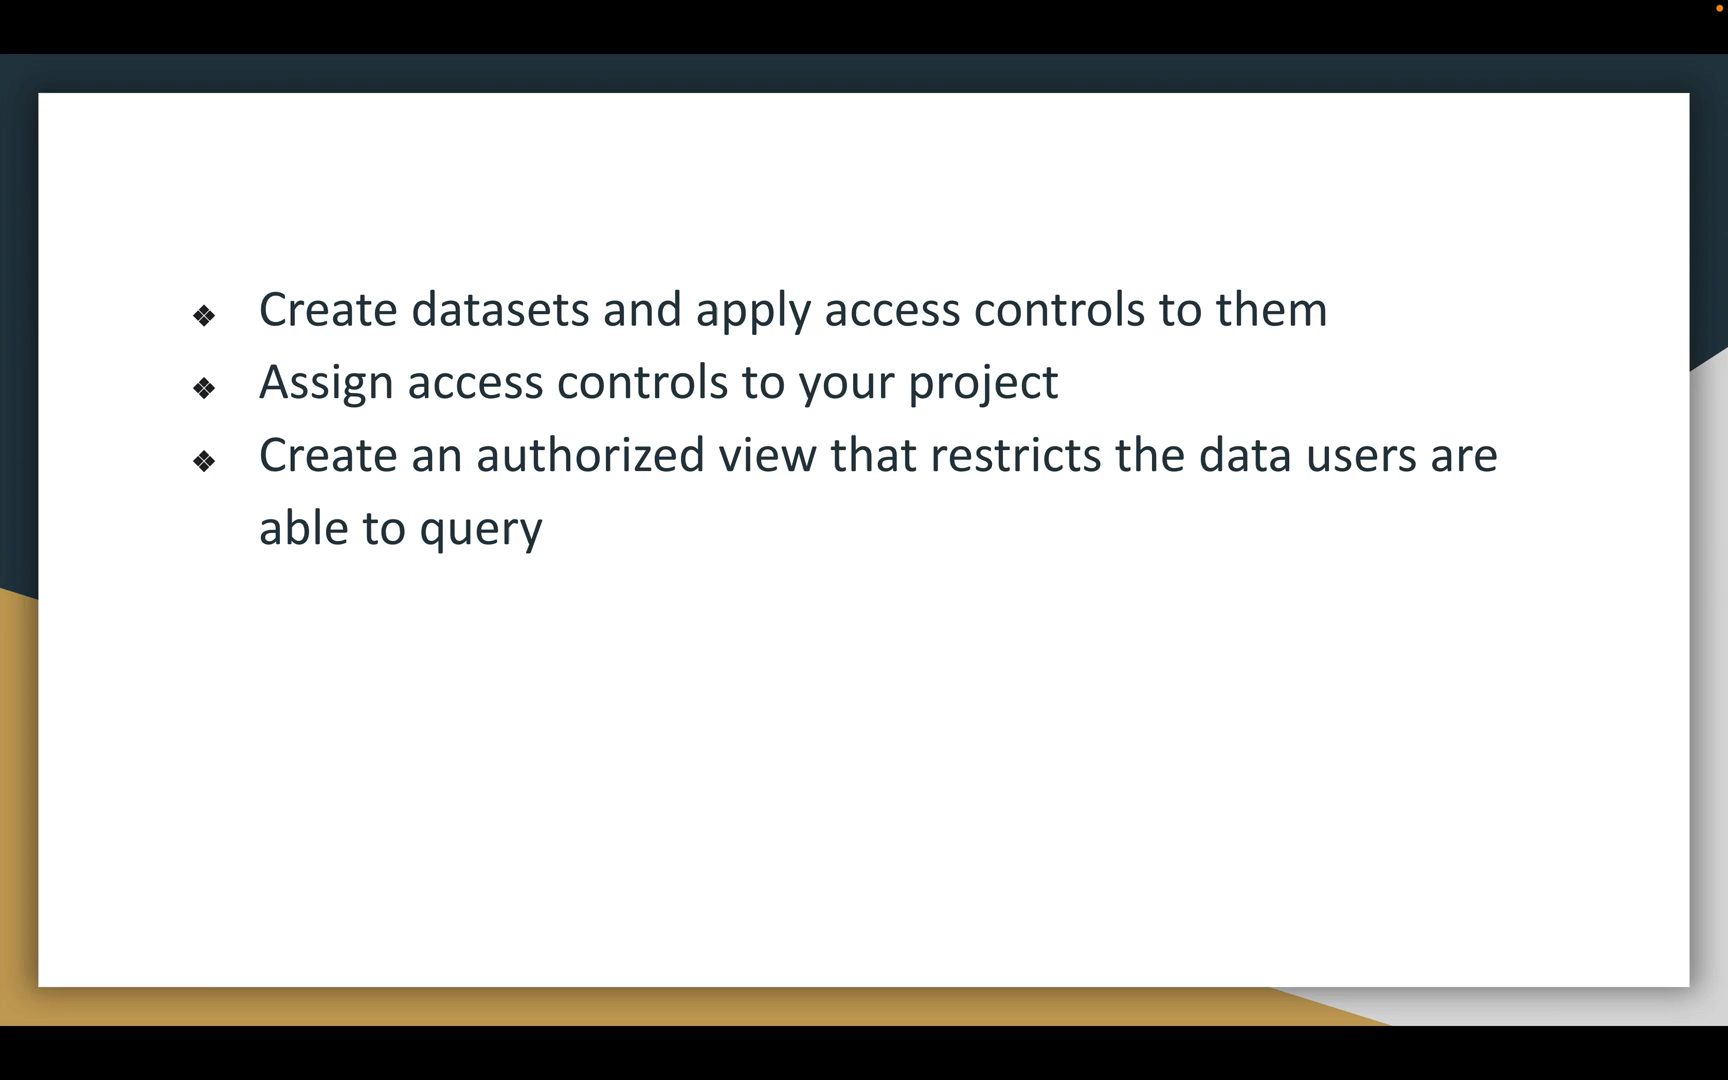 ❖ Create datasets and apply access controls to them
❖ Assign access controls to your project
❖ Create an authorized view that restricts the data users are
able to query